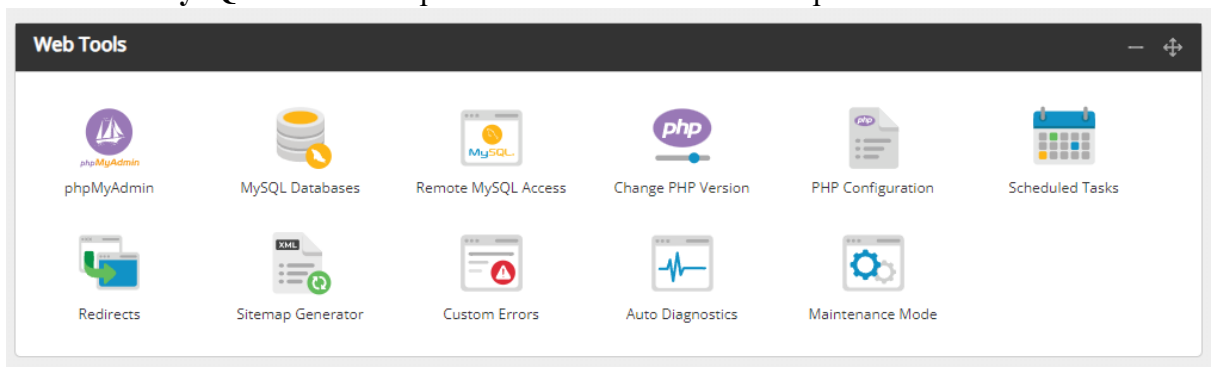 Web Tools
php
MySQL
php
phpMyAdmin
phpMyAdmin
MySQL Databases
Remote MySQL Access
Change PHP Version
PHP Configuration
Scheduled Tasks
XML
Redirects
Sitemap Generator
Custom Errors
Auto Diagnostics
Maintenance Mode